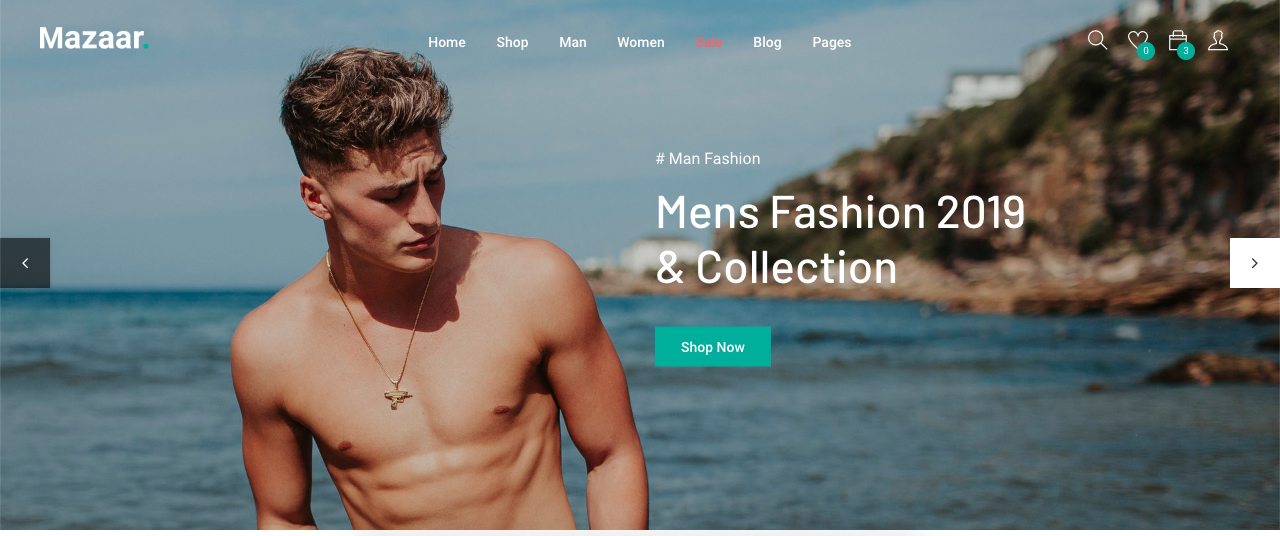 Mazaar.
Home Shop Man Women Sale Blog Pages
0 3
# Man Fashion
Mens Fashion 2019
& Collection
Shop Now